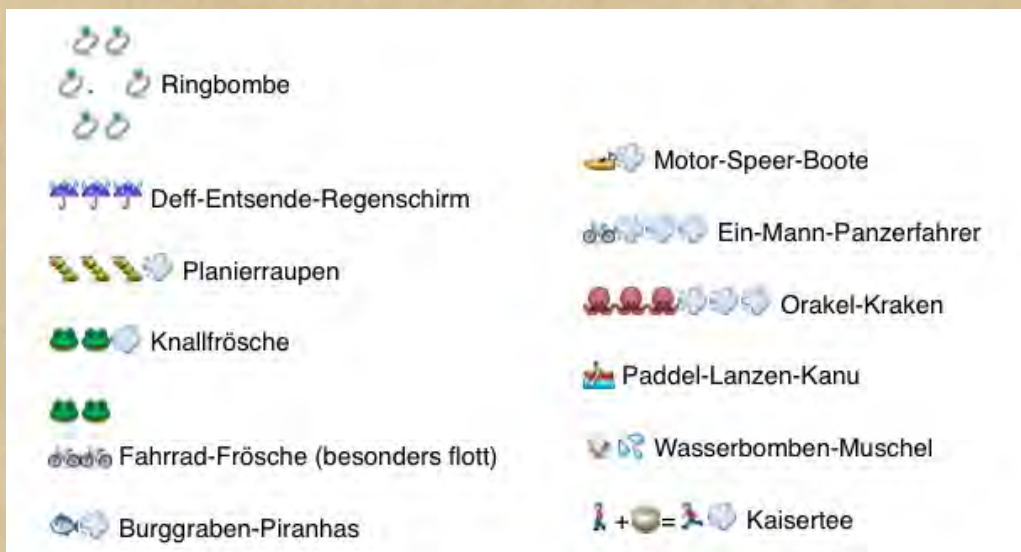 . Ringbombe
Deff-Entsende-Regenschirm
Planierraupen
Knallfrösche
Fahrrad-Frösche (besonders flott)
Burggraben-Piranhas
Motor-Speer-Boote
Ein-Mann-Panzerfahrer
Orakel-Kraken
Paddel-Lanzen-Kanu
Wasserbomben-Muschel
+ = Kaisertee